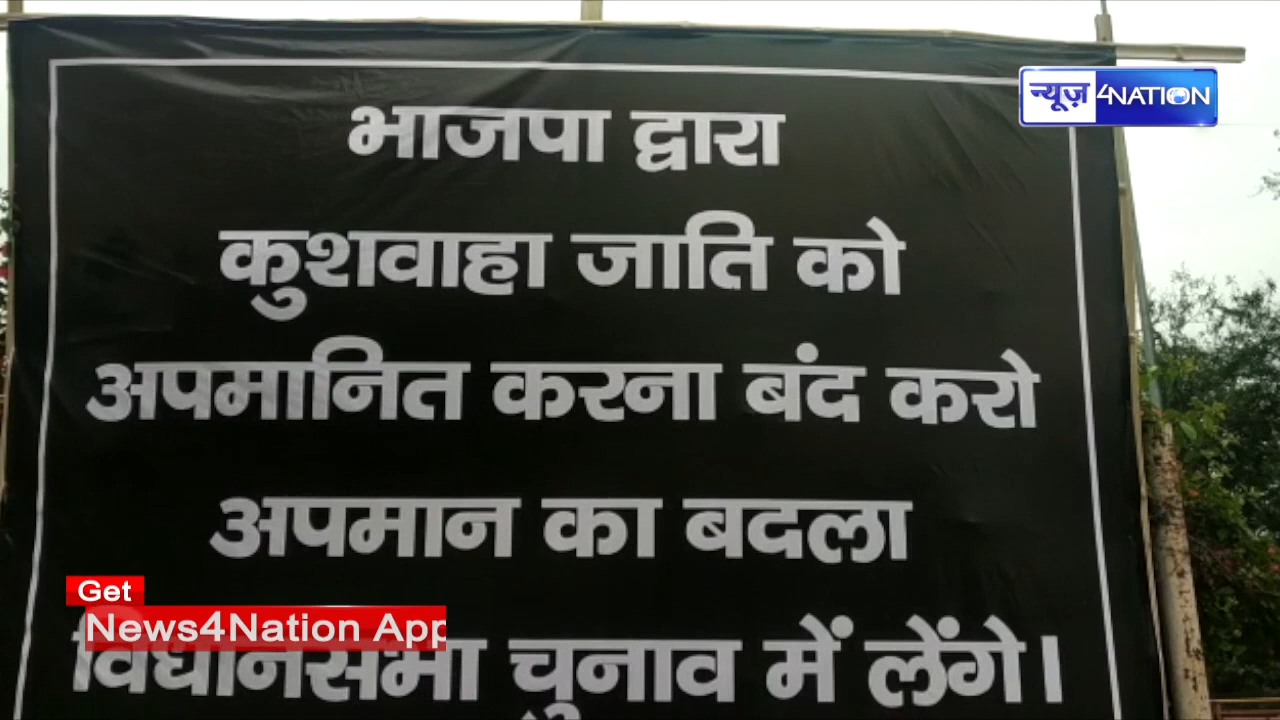 न्यूज़ 4NATION
भाजपा द्वारा
कुशवाहा जाति को
अपमानित करना बंद करो
अपमान का बदला
Get
News4Nation App
विधानसभा चुनाव में लेंगे।